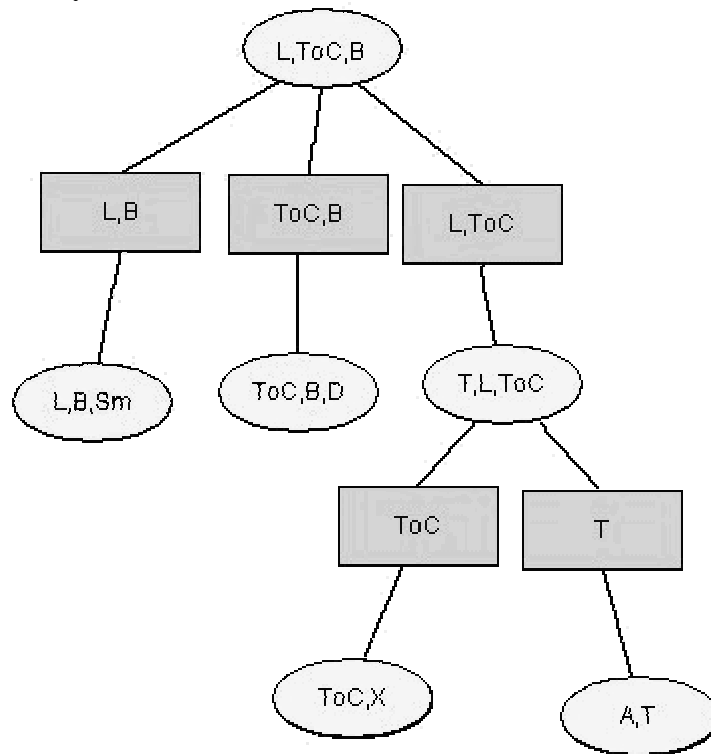 L,ToC,B
L,B
ToC,B
L,ToC
L,B,Sm
ToC,B,D
T,L,ToC
ToC
T
ToC,X
A,T